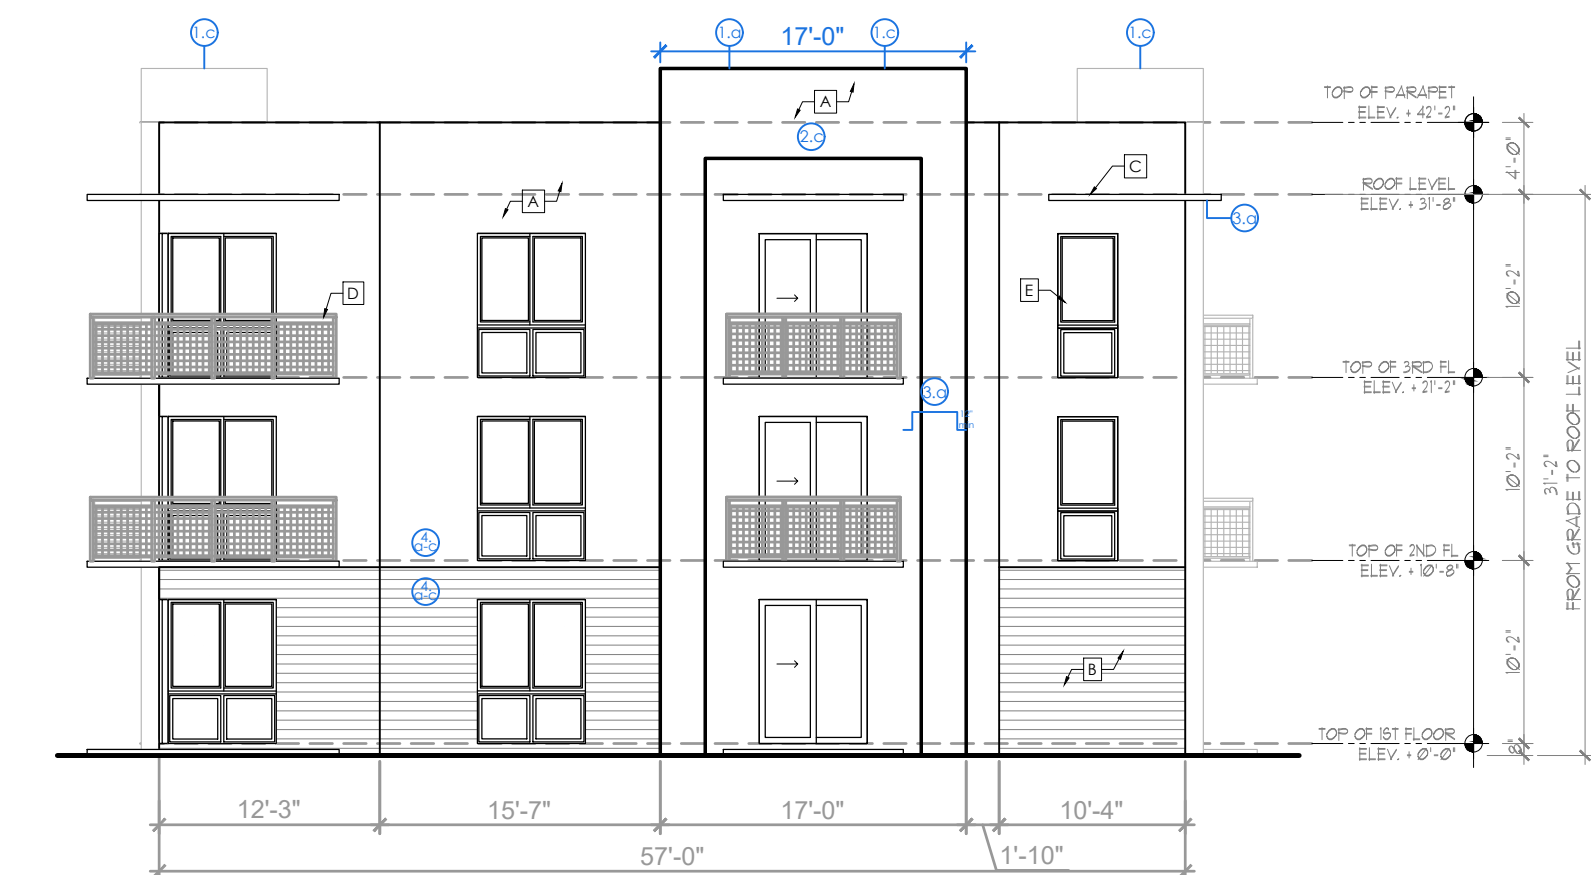 1.c
1.a
17'-0"
1.c
1.c
A
2.c
TOP OF PARAPET
ELEV. + 42'-2"
4'-0"
C
A
ROOF LEVEL
ELEV. + 31'-8"
3.a
D
E
10'-2"
TOP OF 3RD FL
ELEV. + 21'-2"
3.a
10'-2"
31'-2"
FROM GRADE TO ROOF LEVEL
4.
a-c
TOP OF 2ND FL
ELEV. + 10'-8"
4.
a-c
B
10'-2"
TOP OF 1ST FLOOR
ELEV. + 0'-0"
8"
12'-3"
15'-7"
17'-0"
10'-4"
57'-0"
1'-10"